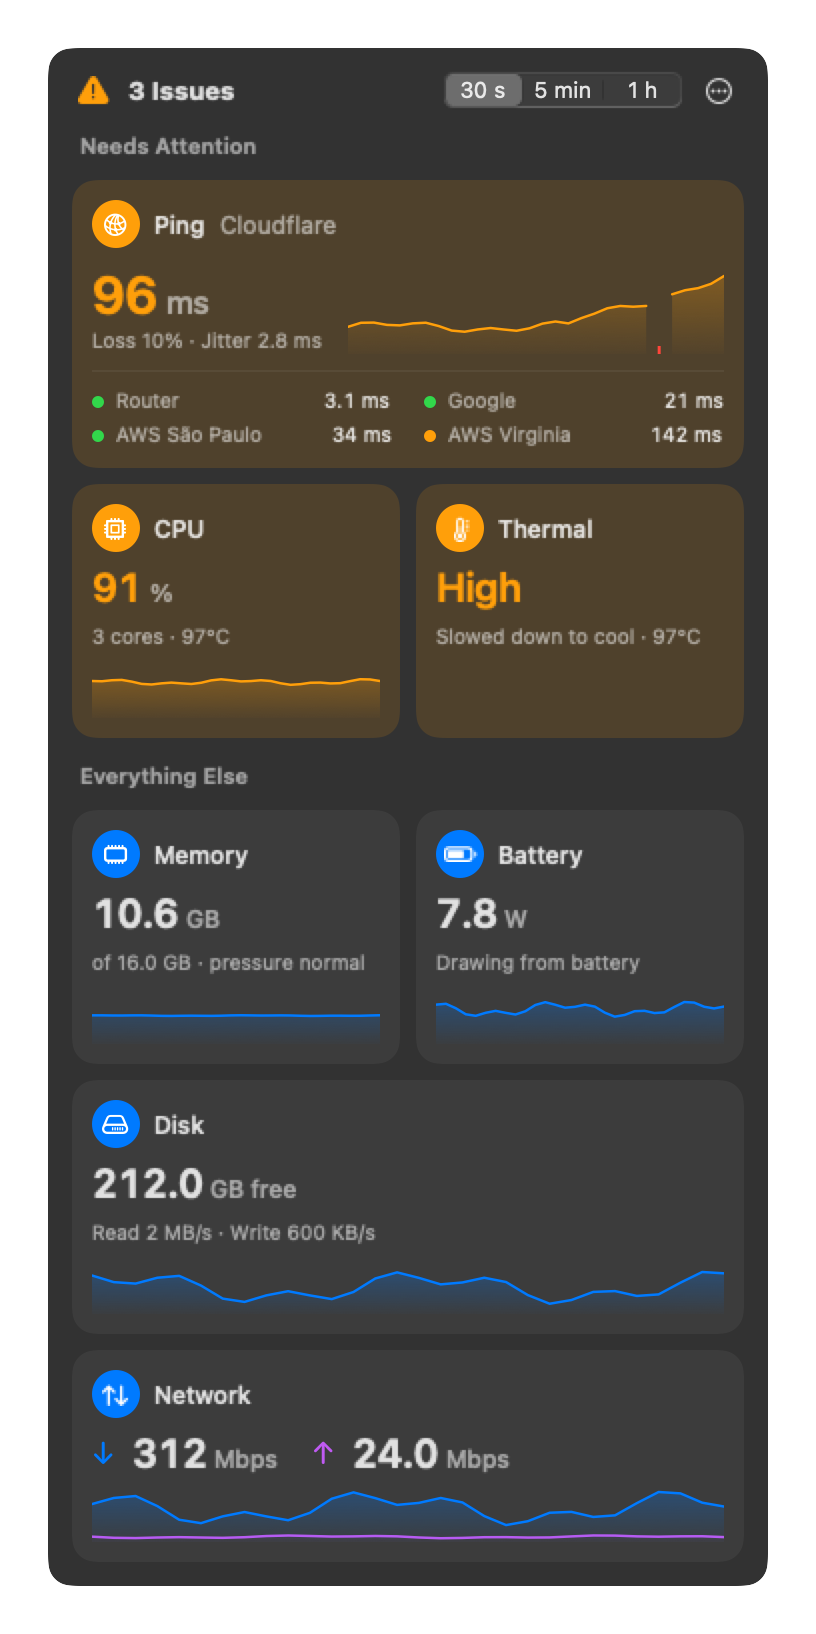 3 Issues 30 s 5 min 1 h
Needs Attention
Ping Cloudflare
96 ms
Loss 10% · Jitter 2.8 ms
Router 3.1 ms Google 21 ms
AWS São Paulo 34 ms AWS Virginia 142 ms
CPU
91 %
3 cores · 97°C
Thermal
High
Slowed down to cool · 97°C
Everything Else
Memory
10.6 GB
of 16.0 GB · pressure normal
Battery
7.8 W
Drawing from battery
Disk
212.0 GB free
Read 2 MB/s · Write 600 KB/s
Network
↓ 312 Mbps ↑ 24.0 Mbps